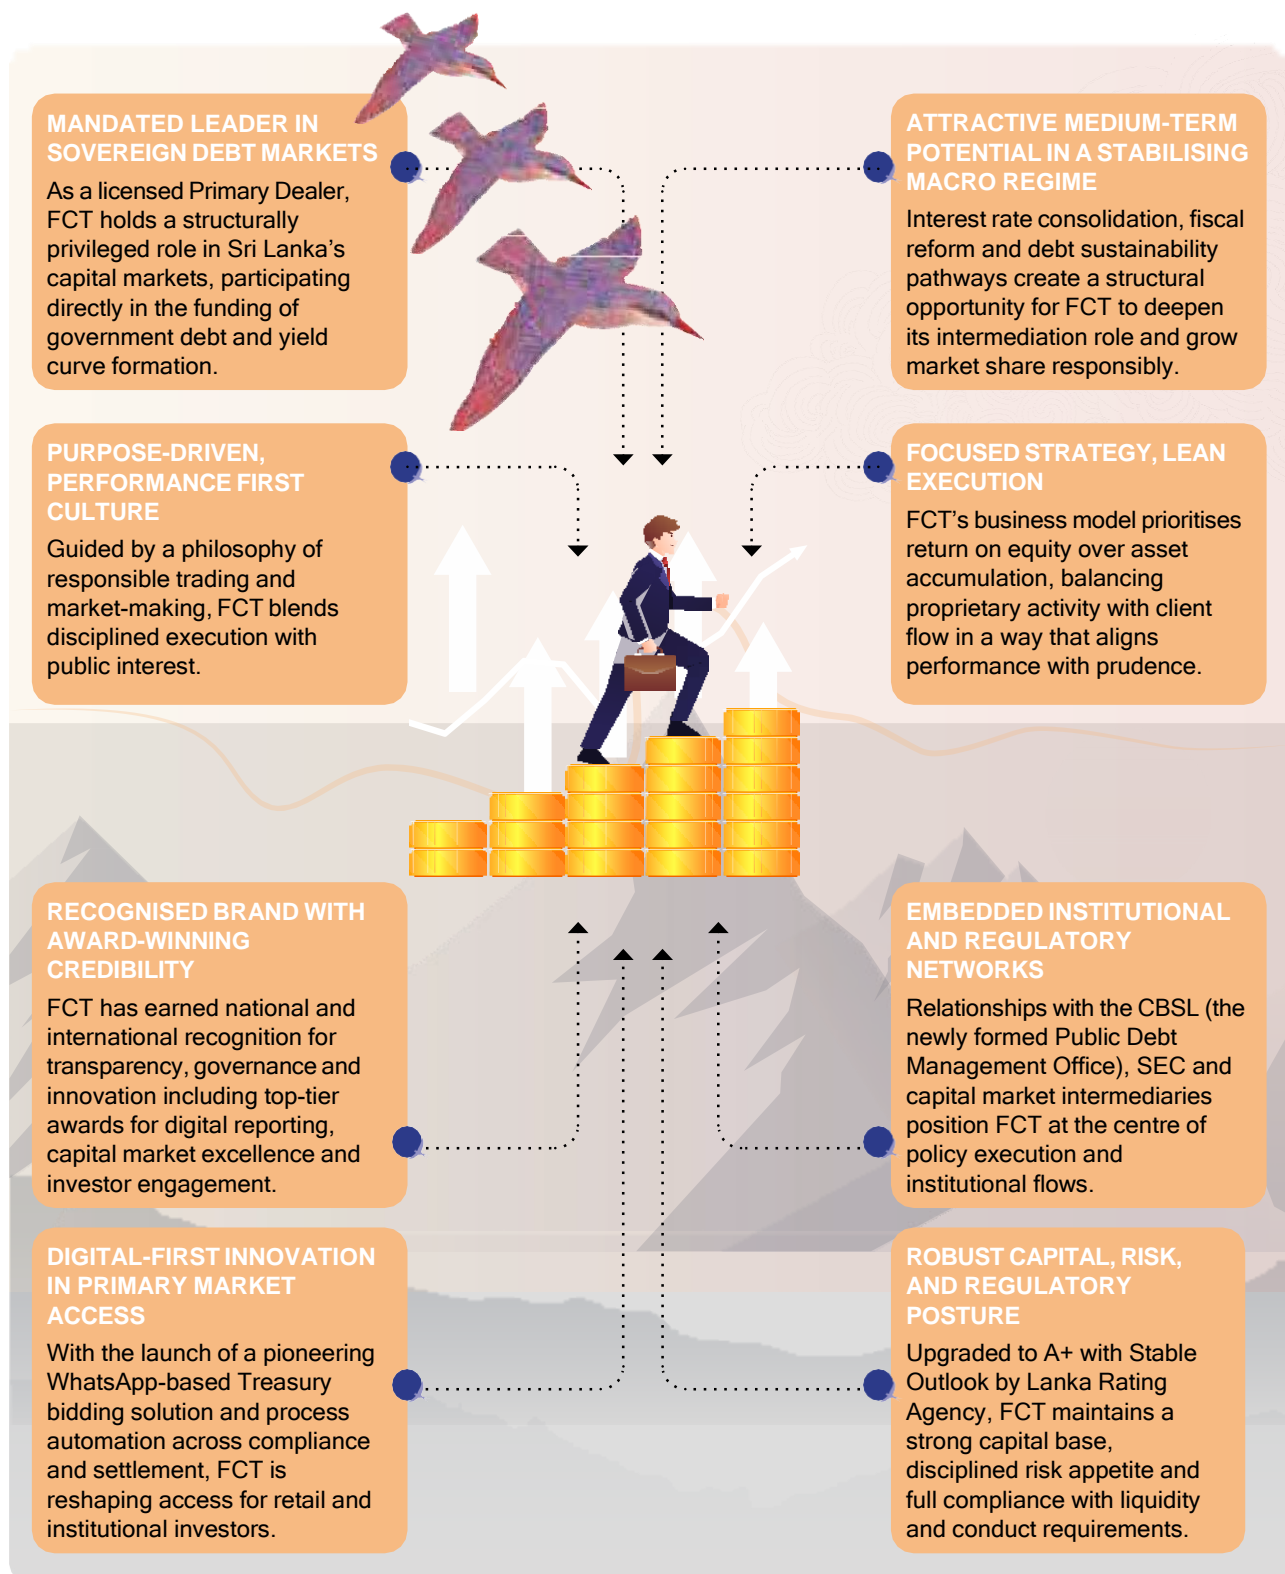 MANDATED LEADER IN
SOVEREIGN DEBT MARKETS
As a licensed Primary Dealer,
FCT holds a structurally
privileged role in Sri Lanka’s
capital markets, participating
directly in the funding of
government debt and yield
curve formation.
ATTRACTIVE MEDIUM-TERM
POTENTIAL IN A STABILISING
MACRO REGIME
Interest rate consolidation, fiscal
reform and debt sustainability
pathways create a structural
opportunity for FCT to deepen
its intermediation role and grow
market share responsibly.
PURPOSE-DRIVEN,
PERFORMANCE FIRST
CULTURE
Guided by a philosophy of
responsible trading and
market-making, FCT blends
disciplined execution with
public interest.
FOCUSED STRATEGY, LEAN
EXECUTION
FCT’s business model prioritises
return on equity over asset
accumulation, balancing
proprietary activity with client
flow in a way that aligns
performance with prudence.
RECOGNISED BRAND WITH
AWARD-WINNING
CREDIBILITY
FCT has earned national and
international recognition for
transparency, governance and
innovation including top-tier
awards for digital reporting,
capital market excellence and
investor engagement.
EMBEDDED INSTITUTIONAL
AND REGULATORY
NETWORKS
Relationships with the CBSL (the
newly formed Public Debt
Management Office), SEC and
capital market intermediaries
position FCT at the centre of
policy execution and
institutional flows.
DIGITAL-FIRST INNOVATION
IN PRIMARY MARKET
ACCESS
With the launch of a pioneering
WhatsApp-based Treasury
bidding solution and process
automation across compliance
and settlement, FCT is
reshaping access for retail and
institutional investors.
ROBUST CAPITAL, RISK,
AND REGULATORY
POSTURE
Upgraded to A+ with Stable
Outlook by Lanka Rating
Agency, FCT maintains a
strong capital base,
disciplined risk appetite and
full compliance with liquidity
and conduct requirements.